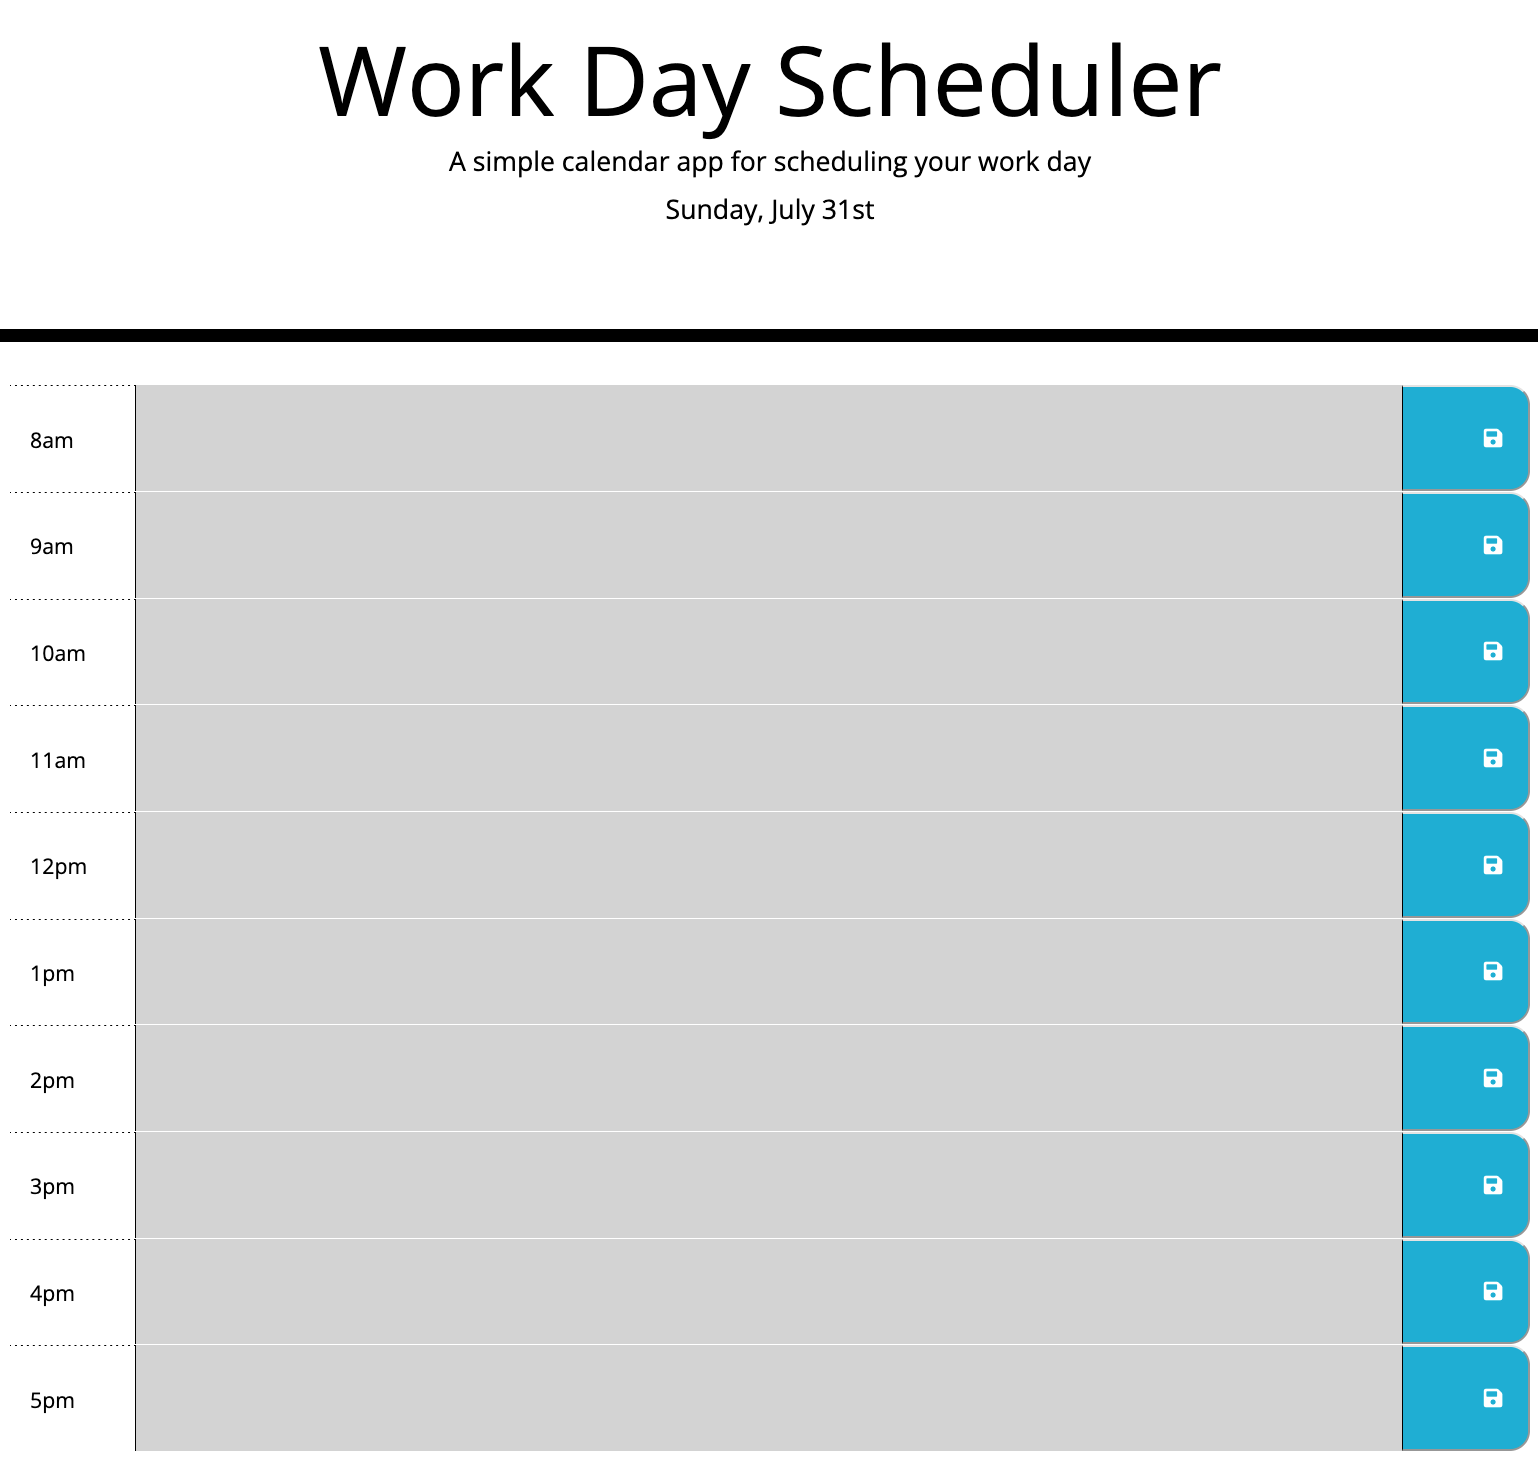 Work Day Scheduler
A simple calendar app for scheduling your work day
Sunday, July 31st
8am
9am
10am
11am
12pm
1pm
2pm
3pm
4pm
5pm